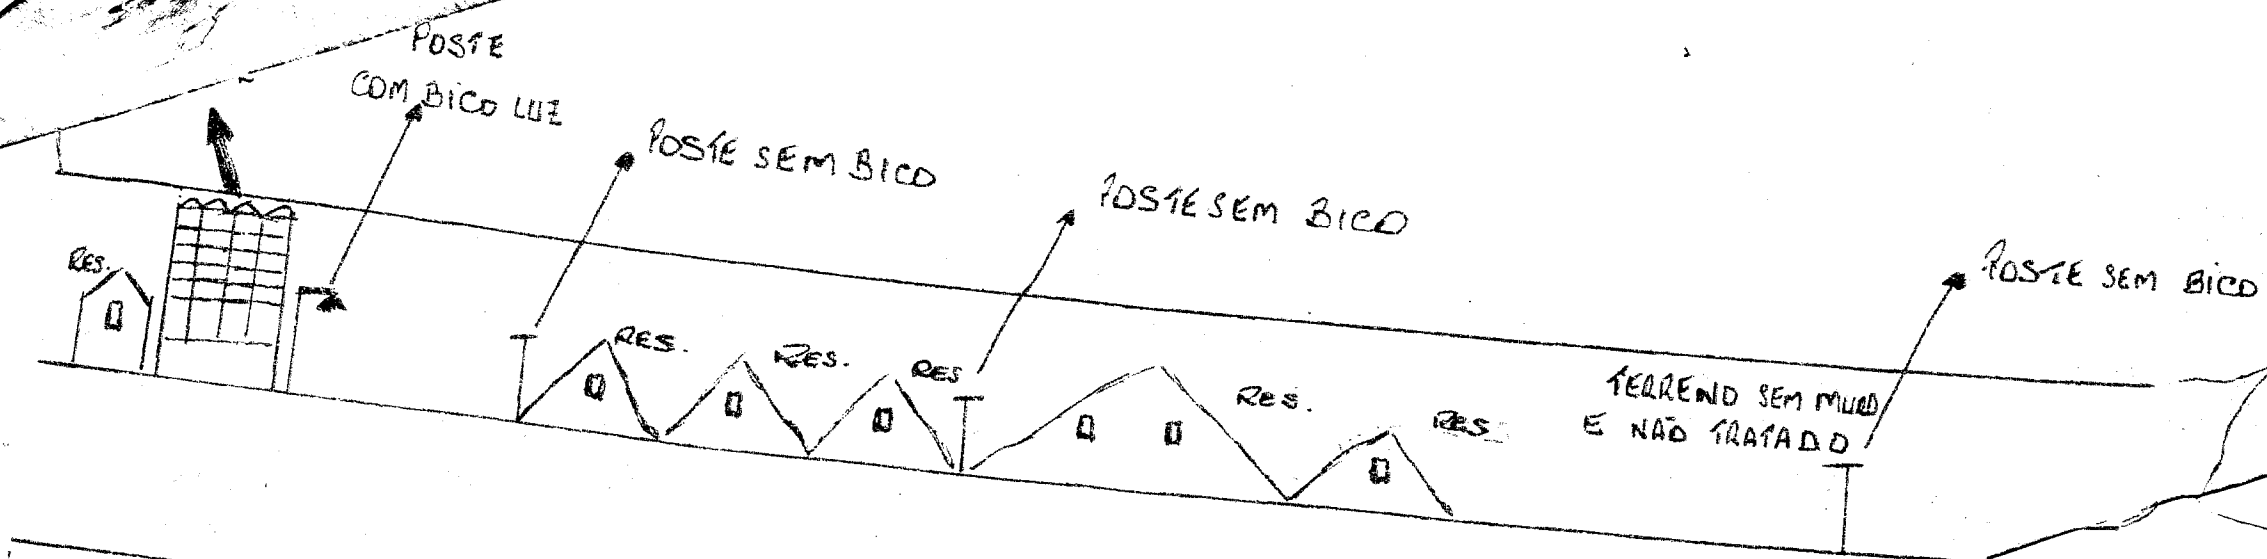 POSTE
COM BICO LUZ
POSTE SEM BICO
POSTE SEM BICO
POSTE SEM BICO
RES.
RES.
RES.
RES
RES.
RES.
TERRENO SEM MURO
E NÃO TRATADO